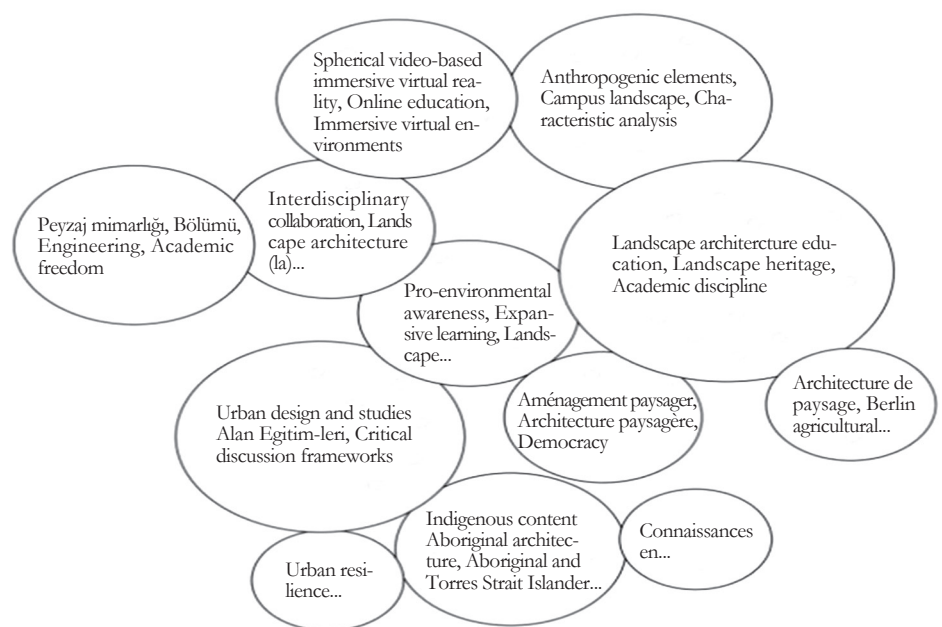 Spherical video-based
immersive virtual rea-
lity, Online education,
Immersive virtual en-
vironments
Anthropogenic elements,
Campus landscape, Cha-
racteristic analysis
Peyzaj mimarlığı, Bölümü,
Engineering, Academic
freedom
Interdisciplinary
collaboration, Lands
cape architecture
(la)...
Landscape architercture edu-
cation, Landscape heritage,
Academic discipline
Pro-environmental
awareness, Expan-
sive learning, Lands-
cape...
Urban design and studies
Alan Egitim-leri, Critical
discussion frameworks
Aménagement paysager,
Architecture paysagère,
Democracy
Architecture de
paysage, Berlin
agricultural...
Indigenous content
Aboriginal architec-
ture, Aboriginal and
Torres Strait Islander...
Connaissances
en...
Urban resi-
lience...